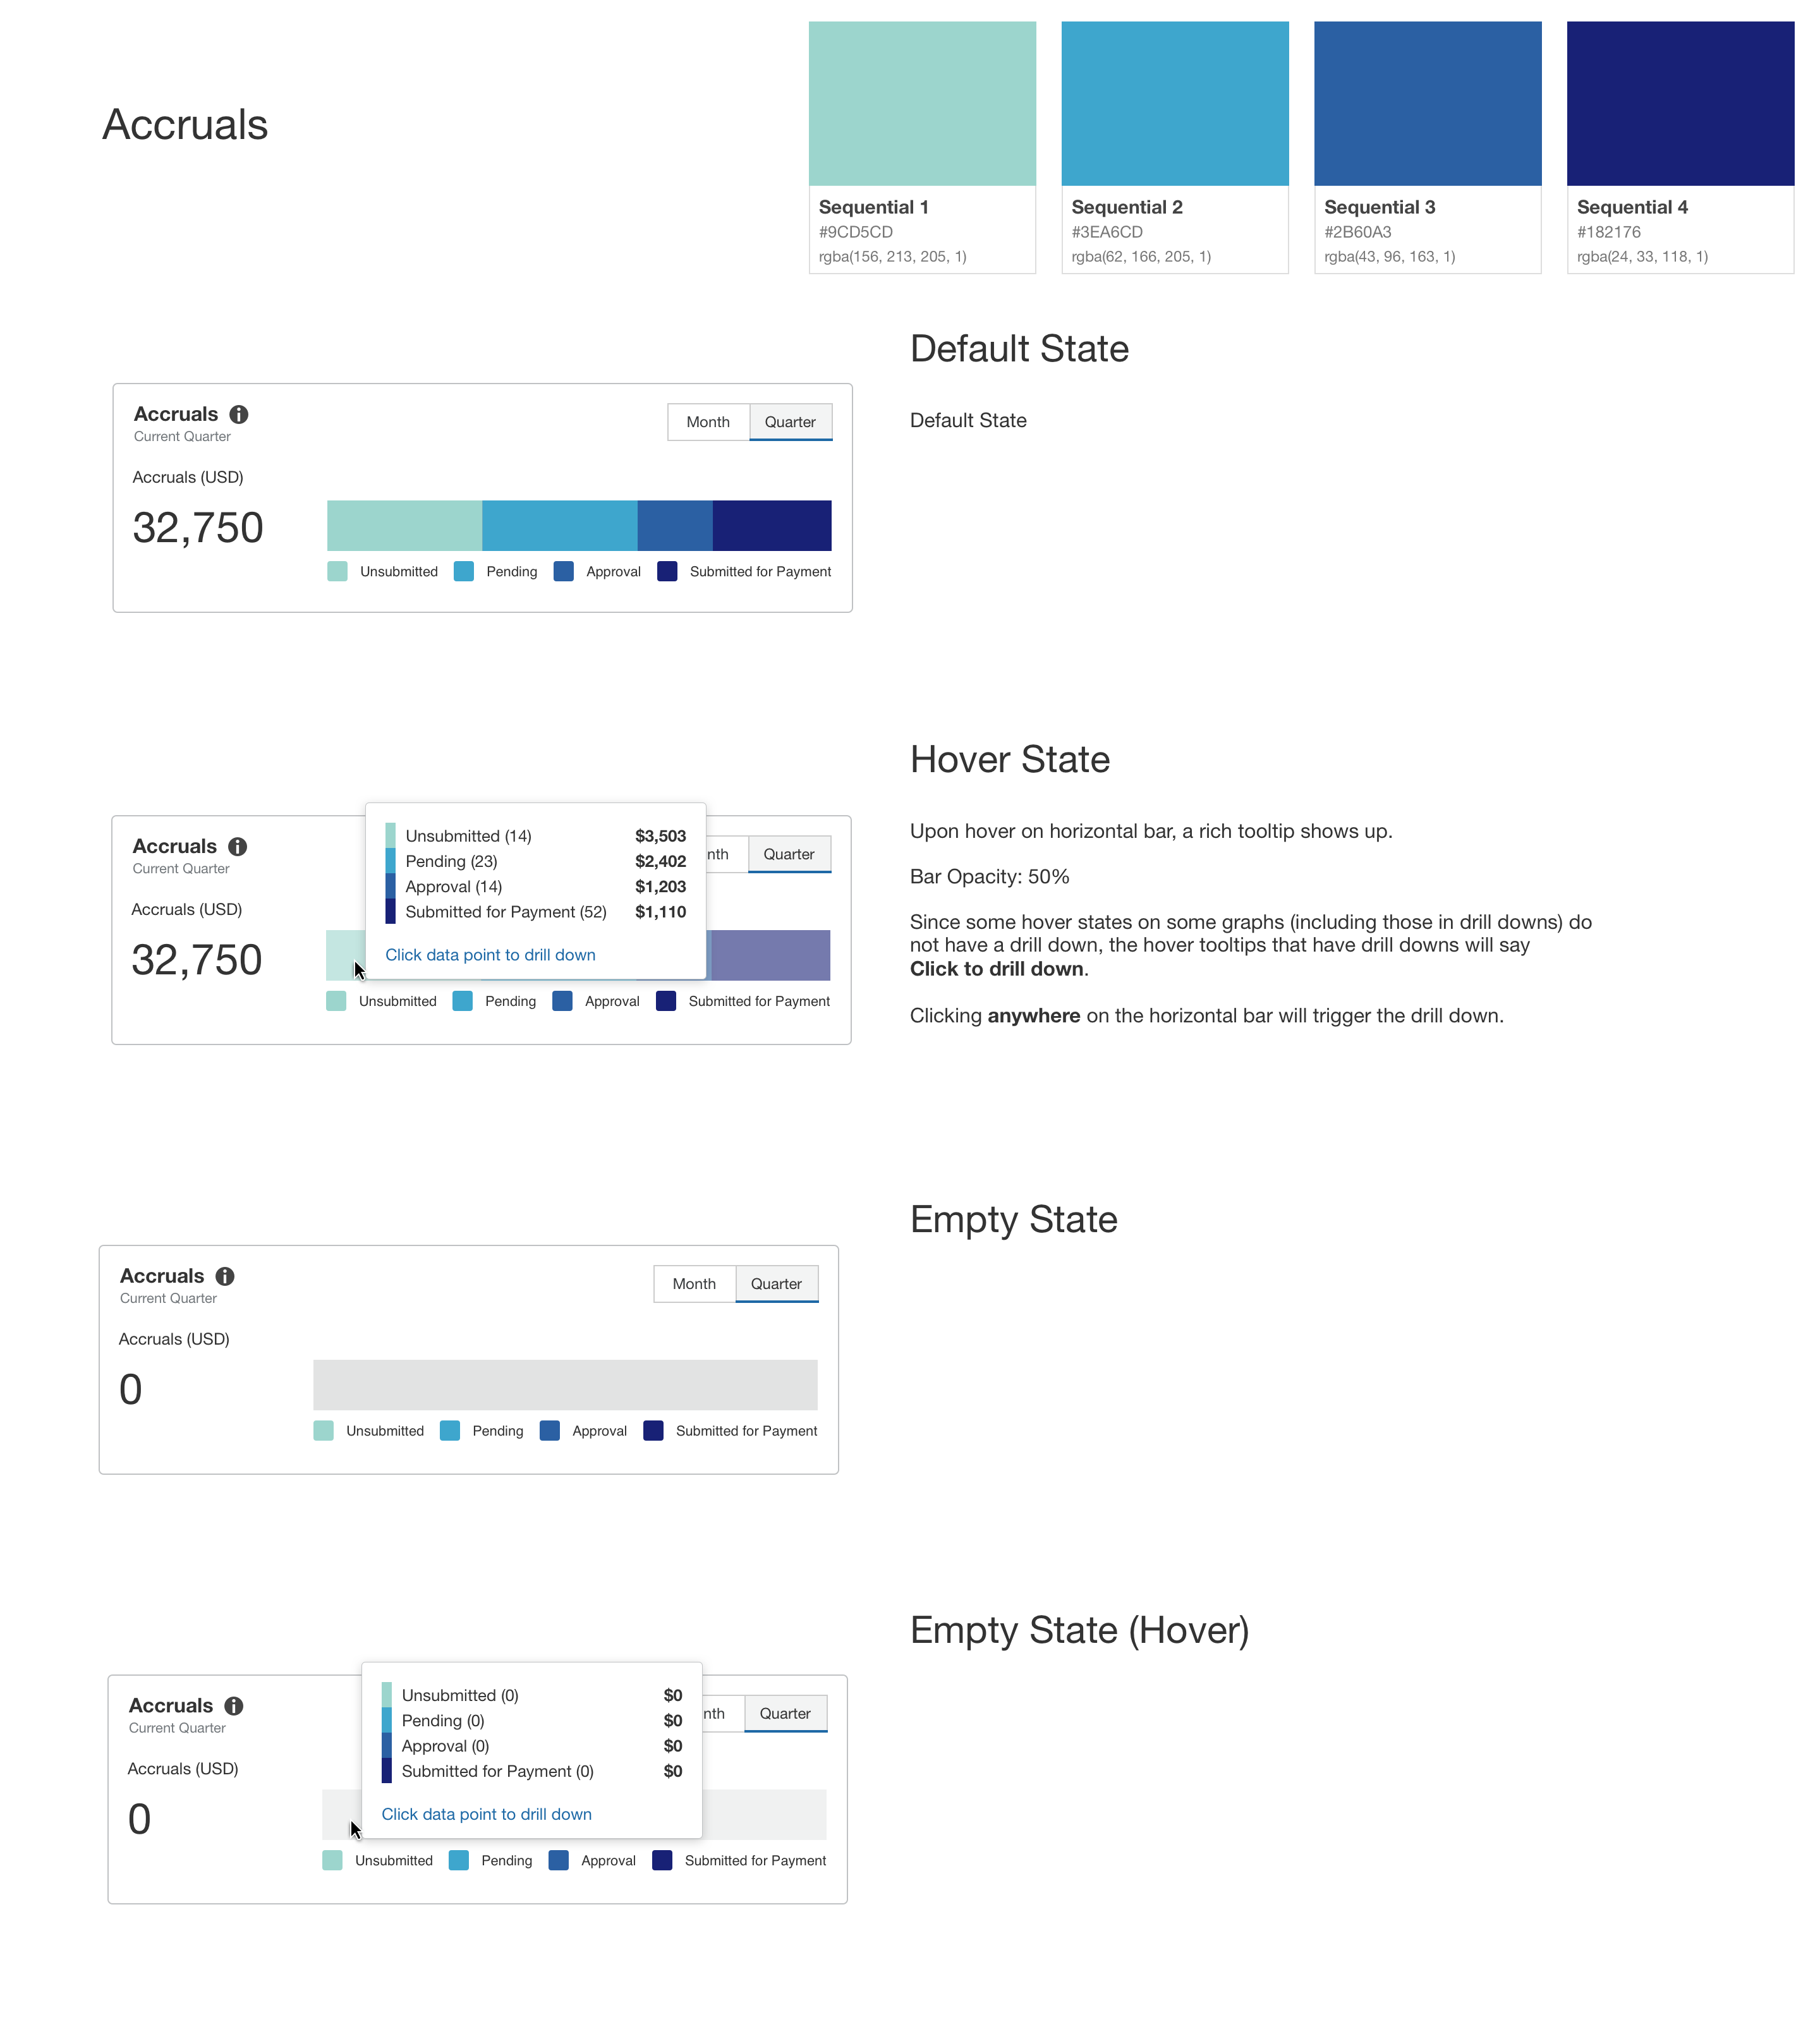 Accruals
Sequential 1
#9CD5CD
rgba(156, 213, 205, 1)
Sequential 2
#3EA6CD
rgba(62, 166, 205, 1)
Sequential 3
#2B60A3
rgba(43, 96, 163, 1)
Sequential 4
#182176
rgba(24, 33, 118, 1)
Default State
Default State
Accruals
Current Quarter
Month Quarter
Accruals (USD)
32,750
Unsubmitted Pending Approval Submitted for Payment
Hover State
Upon hover on horizontal bar, a rich tooltip shows up.
Bar Opacity: 50%
Since some hover states on some graphs (including those in drill downs) do
not have a drill down, the hover tooltips that have drill downs will say
Click to drill down.
Clicking anywhere on the horizontal bar will trigger the drill down.
Accruals
Current Quarter
nth Quarter
Accruals (USD)
32,750
Unsubmitted (14) $3,503
Pending (23) $2,402
Approval (14) $1,203
Submitted for Payment (52) $1,110
Click data point to drill down
Unsubmitted Pending Approval Submitted for Payment
Empty State
Accruals
Current Quarter
Month Quarter
Accruals (USD)
0
Unsubmitted Pending Approval Submitted for Payment
Empty State (Hover)
Accruals
Current Quarter
nth Quarter
Accruals (USD)
0
Unsubmitted (0) $0
Pending (0) $0
Approval (0) $0
Submitted for Payment (0) $0
Click data point to drill down
Unsubmitted Pending Approval Submitted for Payment